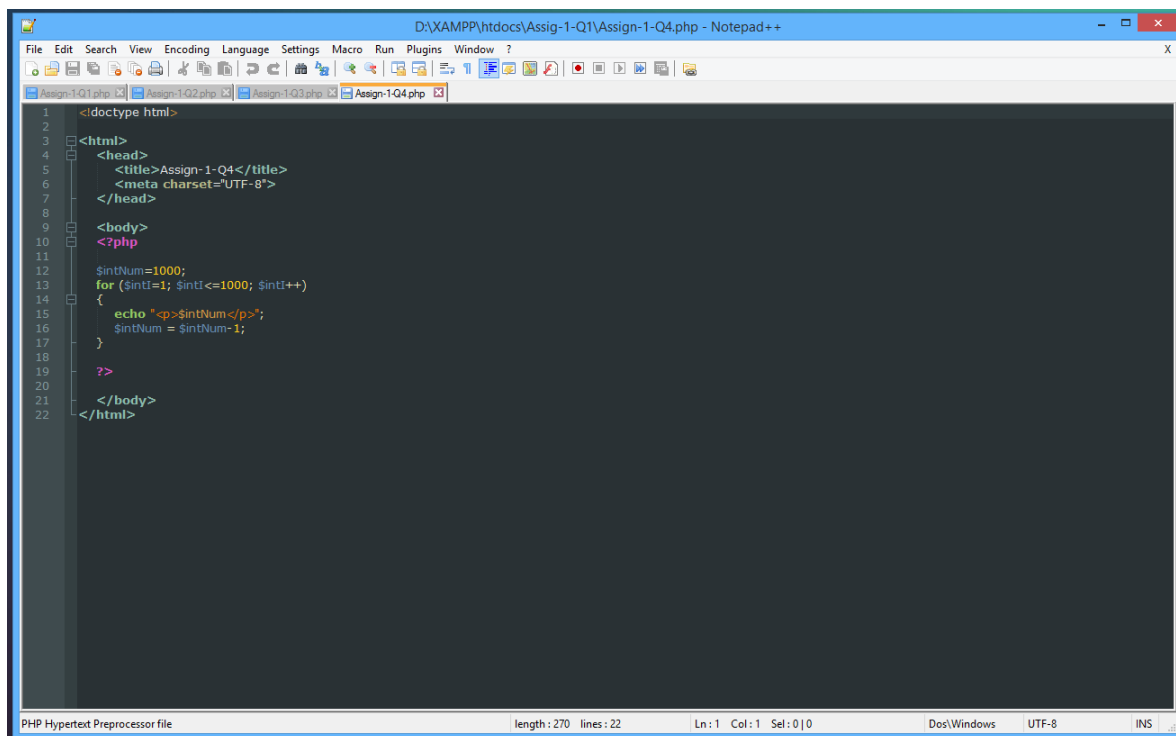 D:\XAMPP\htdocs\Assig-1-Q1\Assign-1-Q4.php - Notepad++
File Edit Search View Encoding Language Settings Macro Run Plugins Window ? X
Assign-1-Q1.php Assign-1-Q2.php Assign-1-Q3.php Assign-1-Q4.php
1 <!doctype html>
2
3 <html>
4 <head>
5 <title>Assign-1-Q4</title>
6 <meta charset="UTF-8">
7 </head>
8
9 <body>
10 <?php
11
12 $intNum=1000;
13 for ($intI=1; $intI<=1000; $intI++)
14 {
15 echo "<p>$intNum</p>";
16 $intNum = $intNum-1;
17 }
18
19 ?>
20
21 </body>
22 </html>
PHP Hypertext Preprocessor file length : 270 lines : 22 Ln : 1 Col : 1 Sel : 0 | 0 Dos\Windows UTF-8 INS